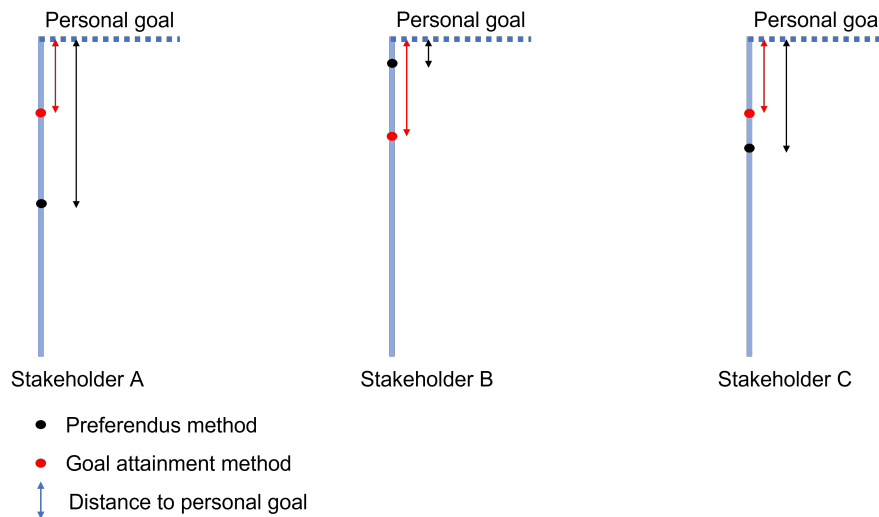 Personal goal
Personal goal
Personal goa
Stakeholder A
Stakeholder B
Stakeholder C
Preferendus method
Goal attainment method
Distance to personal goal